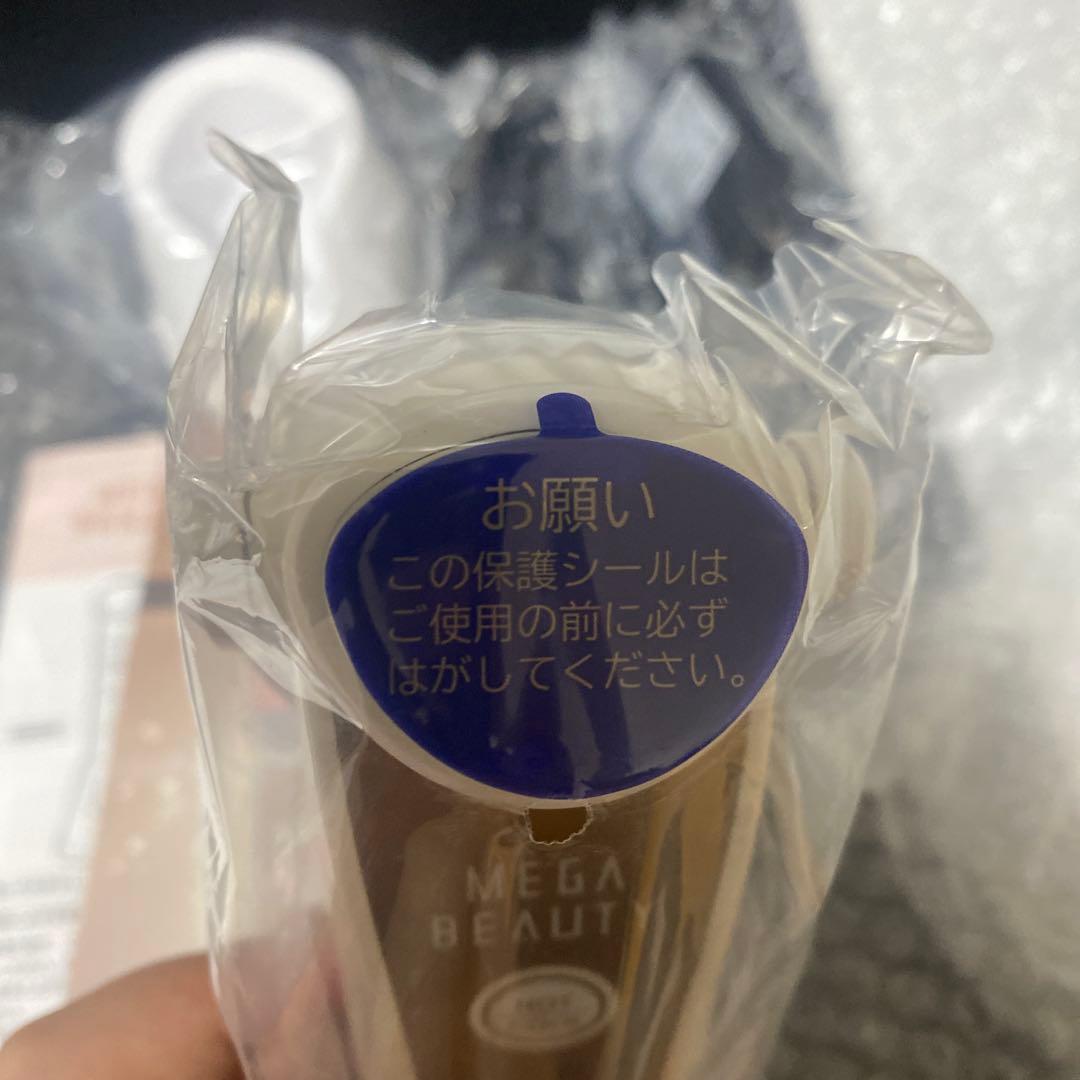 お願い
この保護シールは
ご使用の前に必ず
はがしてください。
MEGA
BEAUTY